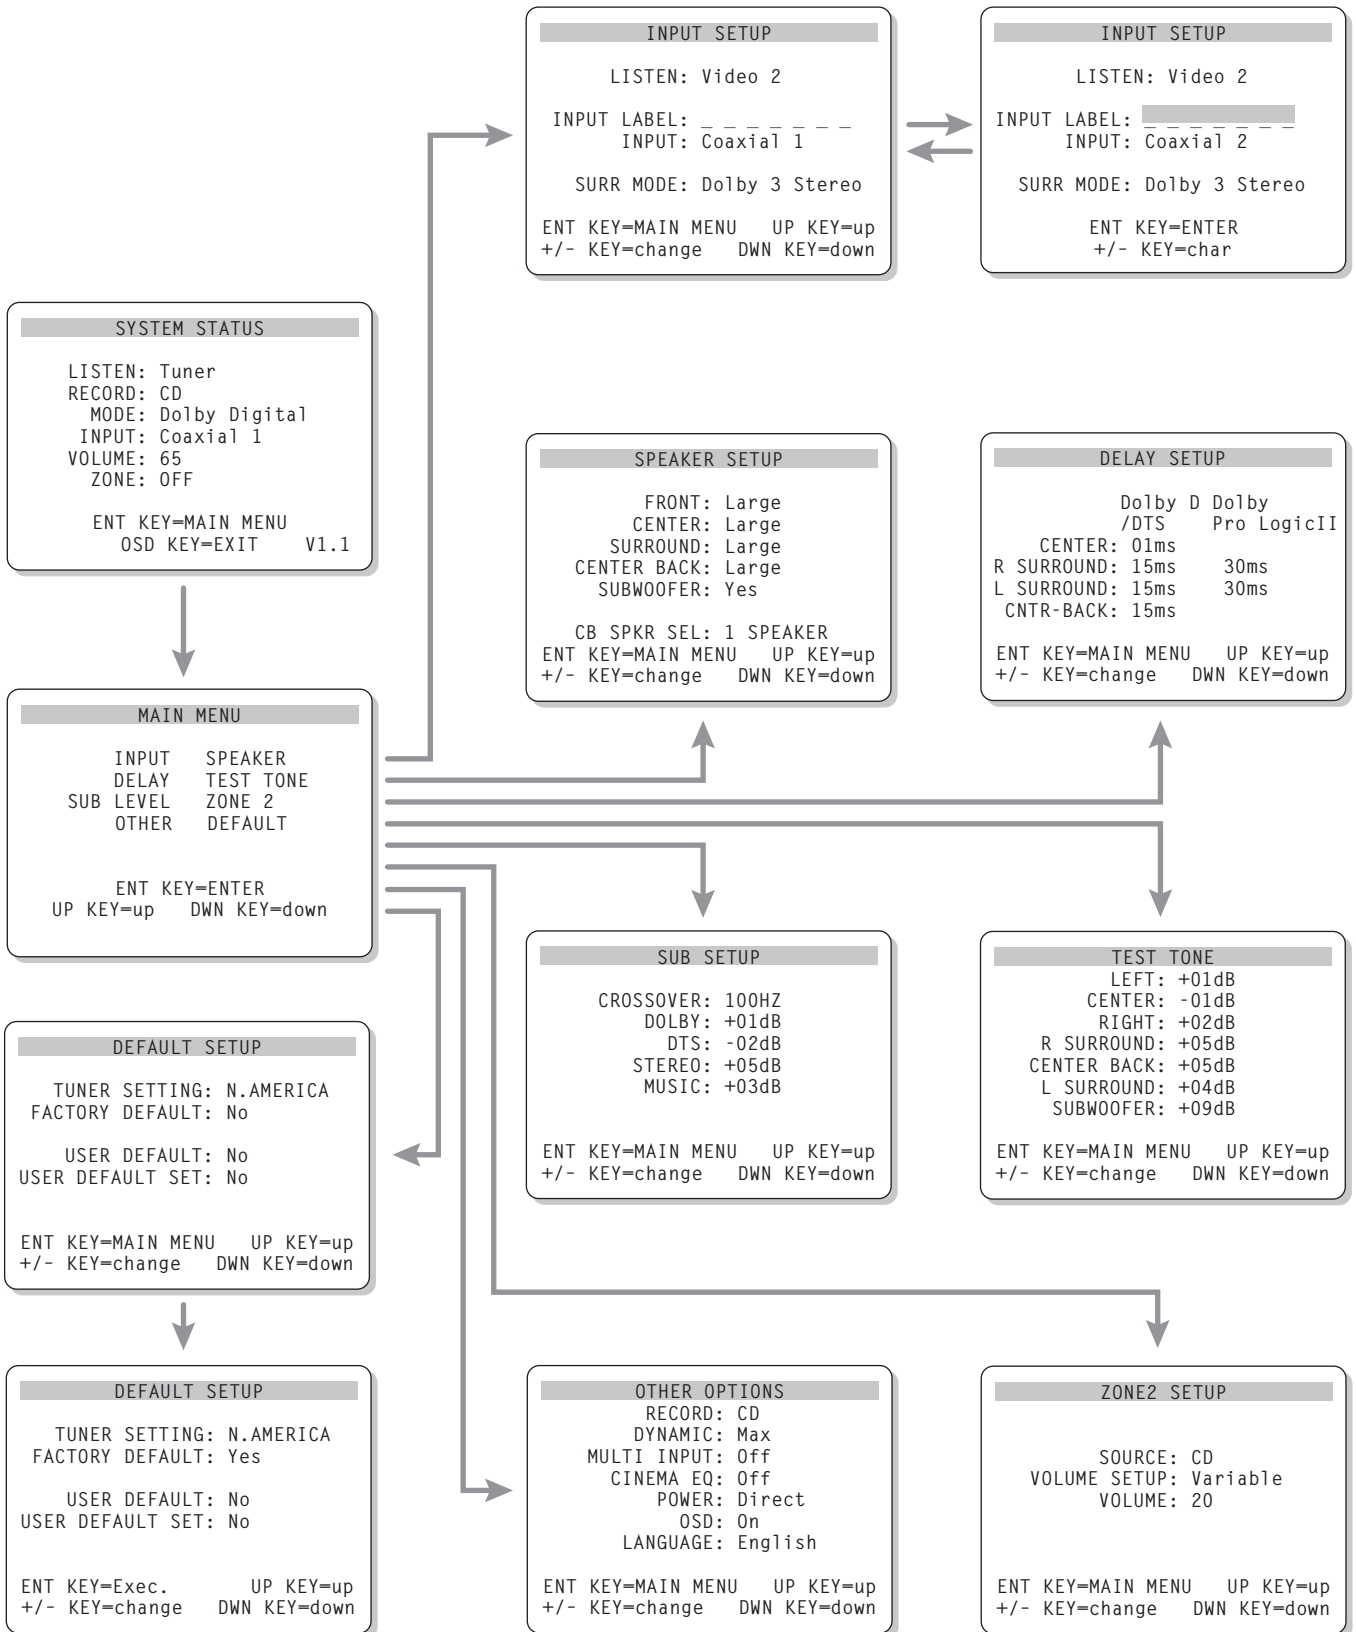 INPUT SETUP
LISTEN: Video 2
INPUT LABEL: _ _ _ _ _ _ _
INPUT: Coaxial 1
SURR MODE: Dolby 3 Stereo
ENT KEY=MAIN MENU UP KEY=up
+/- KEY=change DWN KEY=down
INPUT SETUP
LISTEN: Video 2
INPUT LABEL: _ _ _ _ _ _ _
INPUT: Coaxial 2
SURR MODE: Dolby 3 Stereo
ENT KEY=ENTER
+/- KEY=char
SYSTEM STATUS
LISTEN: Tuner
RECORD: CD
MODE: Dolby Digital
INPUT: Coaxial 1
VOLUME: 65
ZONE: OFF
ENT KEY=MAIN MENU
OSD KEY=EXIT V1.1
SPEAKER SETUP
FRONT: Large
CENTER: Large
SURROUND: Large
CENTER BACK: Large
SUBWOOFER: Yes
CB SPKR SEL: 1 SPEAKER
ENT KEY=MAIN MENU UP KEY=up
+/- KEY=change DWN KEY=down
DELAY SETUP
Dolby D Dolby
/DTS Pro LogicII
CENTER: 01ms
R SURROUND: 15ms 30ms
L SURROUND: 15ms 30ms
CNTR-BACK: 15ms
ENT KEY=MAIN MENU UP KEY=up
+/- KEY=change DWN KEY=down
MAIN MENU
INPUT SPEAKER
DELAY TEST TONE
SUB LEVEL ZONE 2
OTHER DEFAULT
ENT KEY=ENTER
UP KEY=up DWN KEY=down
SUB SETUP
CROSSOVER: 100HZ
DOLBY: +01dB
DTS: -02dB
STEREO: +05dB
MUSIC: +03dB
ENT KEY=MAIN MENU UP KEY=up
+/- KEY=change DWN KEY=down
TEST TONE
LEFT: +01dB
CENTER: -01dB
RIGHT: +02dB
R SURROUND: +05dB
CENTER BACK: +05dB
L SURROUND: +04dB
SUBWOOFER: +09dB
ENT KEY=MAIN MENU UP KEY=up
+/- KEY=change DWN KEY=down
DEFAULT SETUP
TUNER SETTING: N.AMERICA
FACTORY DEFAULT: No
USER DEFAULT: No
USER DEFAULT SET: No
ENT KEY=MAIN MENU UP KEY=up
+/- KEY=change DWN KEY=down
DEFAULT SETUP
TUNER SETTING: N.AMERICA
FACTORY DEFAULT: Yes
USER DEFAULT: No
USER DEFAULT SET: No
ENT KEY=Exec. UP KEY=up
+/- KEY=change DWN KEY=down
OTHER OPTIONS
RECORD: CD
DYNAMIC: Max
MULTI INPUT: Off
CINEMA EQ: Off
POWER: Direct
OSD: On
LANGUAGE: English
ENT KEY=MAIN MENU UP KEY=up
+/- KEY=change DWN KEY=down
ZONE2 SETUP
SOURCE: CD
VOLUME SETUP: Variable
VOLUME: 20
ENT KEY=MAIN MENU UP KEY=up
+/- KEY=change DWN KEY=down